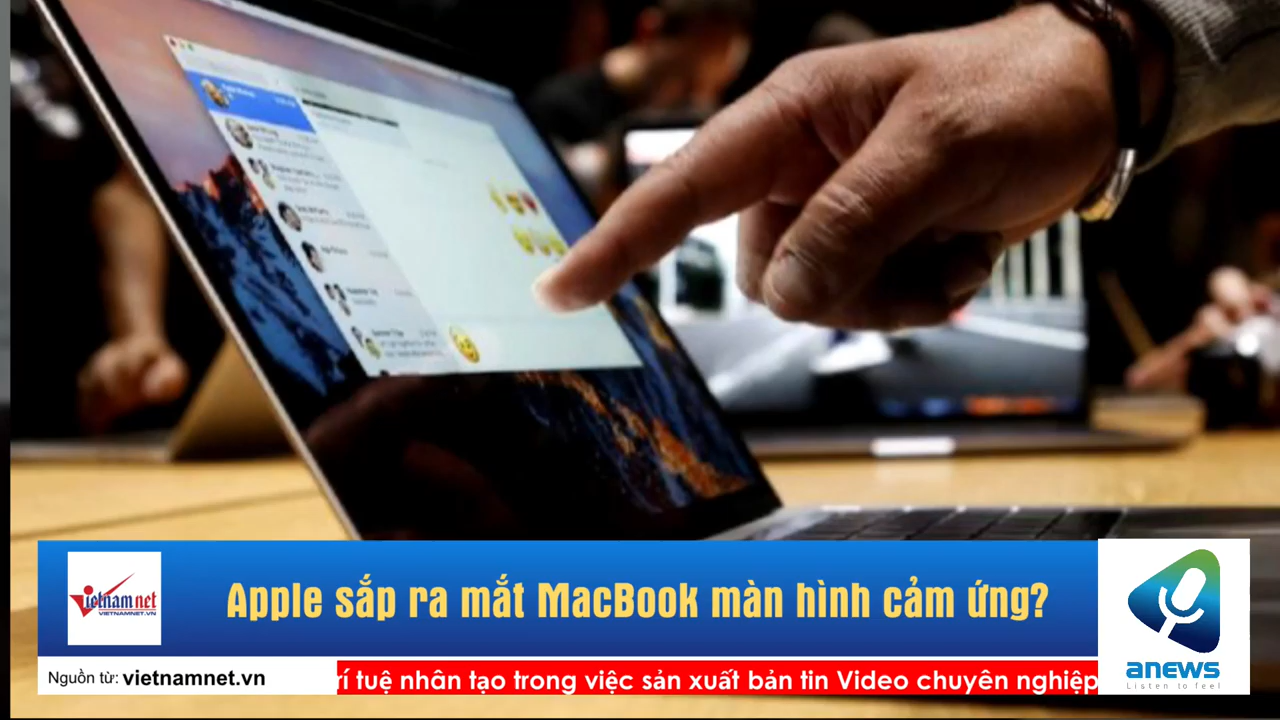 Vietnamnet
VIETNAMNET.VN
Apple sắp ra mắt MacBook màn hình cảm ứng?
Nguồn từ: vietnamnet.vn
rí tuệ nhân tạo trong việc sản xuất bản tin Video chuyên nghiệp
anews
Listen to feel